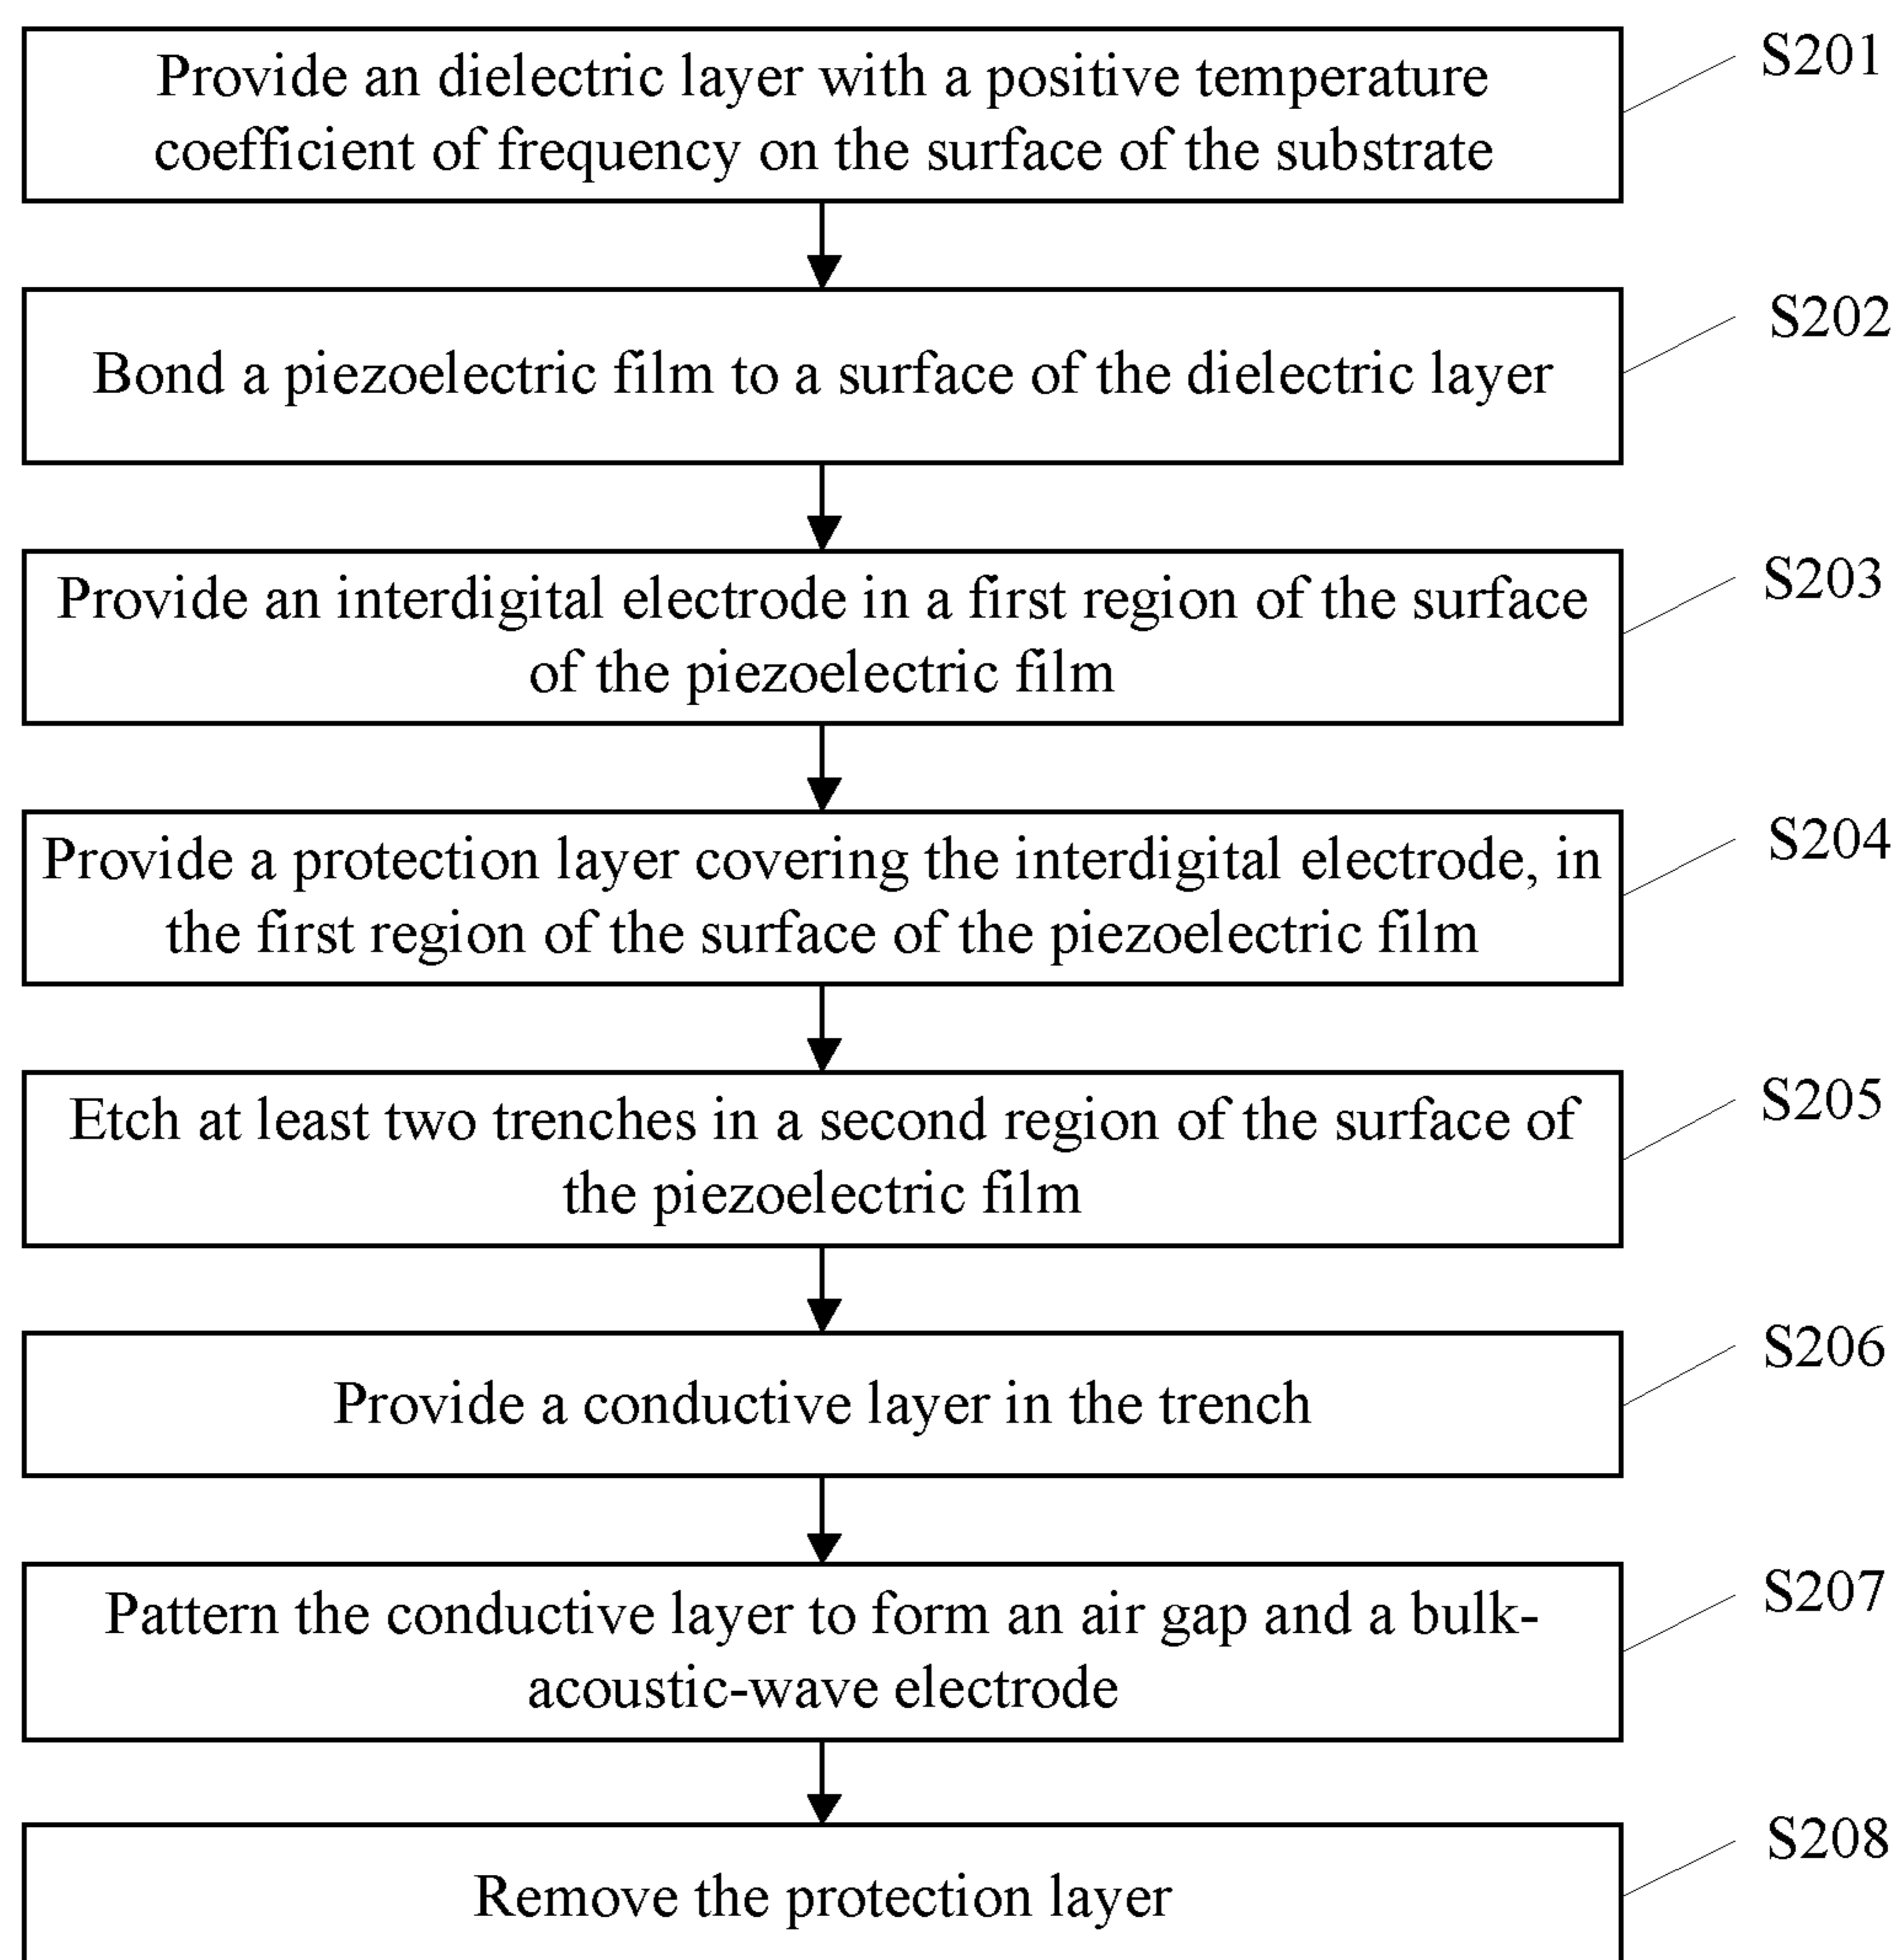 Provide an dielectric layer with a positive temperature
coefficient of frequency on the surface of the substrate
S201
Bond a piezoelectric film to a surface of the dielectric layer
S202
Provide an interdigital electrode in a first region of the surface
of the piezoelectric film
S203
Provide a protection layer covering the interdigital electrode, in
the first region of the surface of the piezoelectric film
S204
Etch at least two trenches in a second region of the surface of
the piezoelectric film
S205
Provide a conductive layer in the trench
S206
Pattern the conductive layer to form an air gap and a bulk-
acoustic-wave electrode
S207
Remove the protection layer
S208